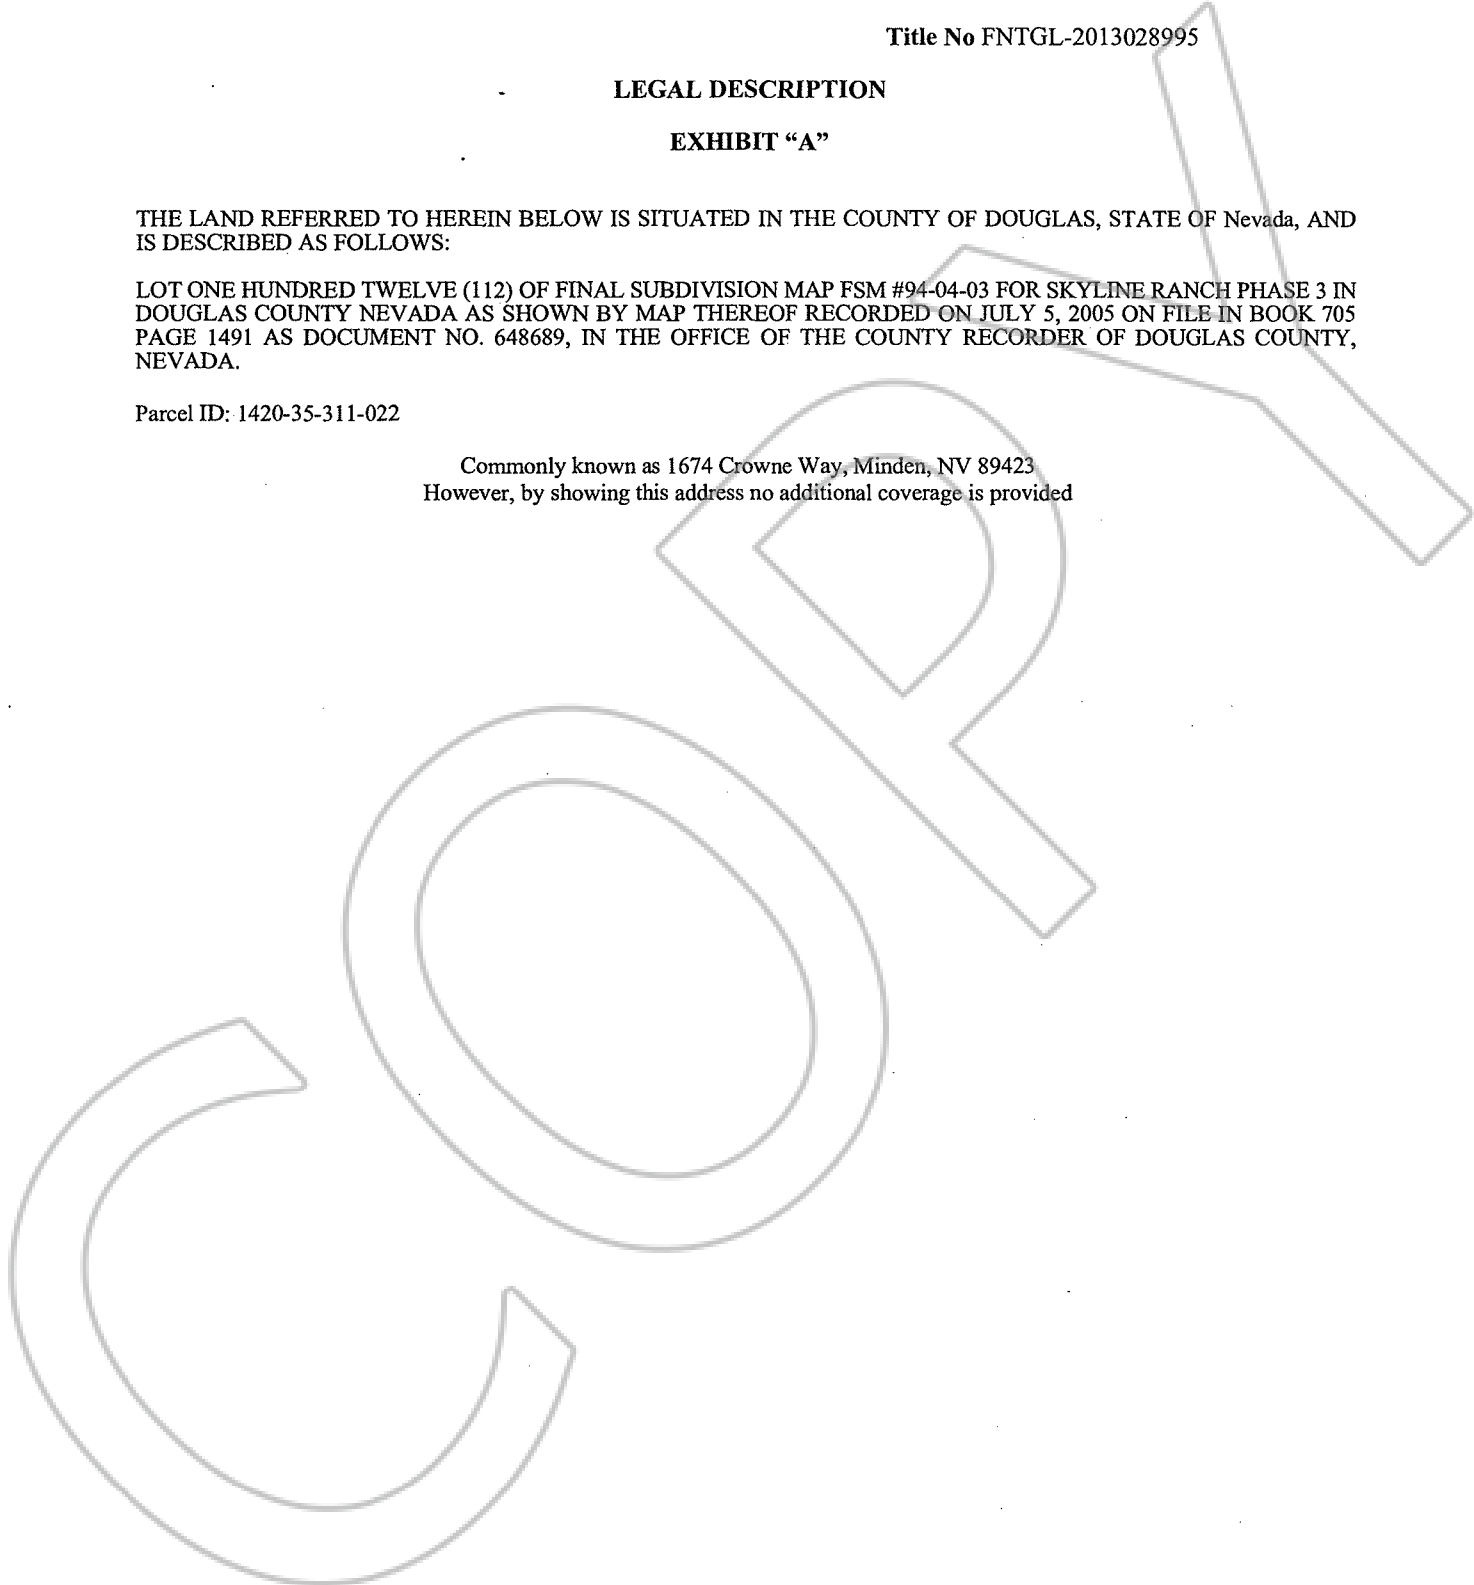 Title No FNTGL-2013028995
LEGAL DESCRIPTION
EXHIBIT “A”
THE LAND REFERRED TO HEREIN BELOW IS SITUATED IN THE COUNTY OF DOUGLAS, STATE OF Nevada, AND
IS DESCRIBED AS FOLLOWS:
LOT ONE HUNDRED TWELVE (112) OF FINAL SUBDIVISION MAP FSM #94-04-03 FOR SKYLINE RANCH PHASE 3 IN
DOUGLAS COUNTY NEVADA AS SHOWN BY MAP THEREOF RECORDED ON JULY 5, 2005 ON FILE IN BOOK 705
PAGE 1491 AS DOCUMENT NO. 648689, IN THE OFFICE OF THE COUNTY RECORDER OF DOUGLAS COUNTY,
NEVADA.
Parcel ID: 1420-35-311-022
Commonly known as 1674 Crowne Way, Minden, NV 89423
However, by showing this address no additional coverage is provided
COPY